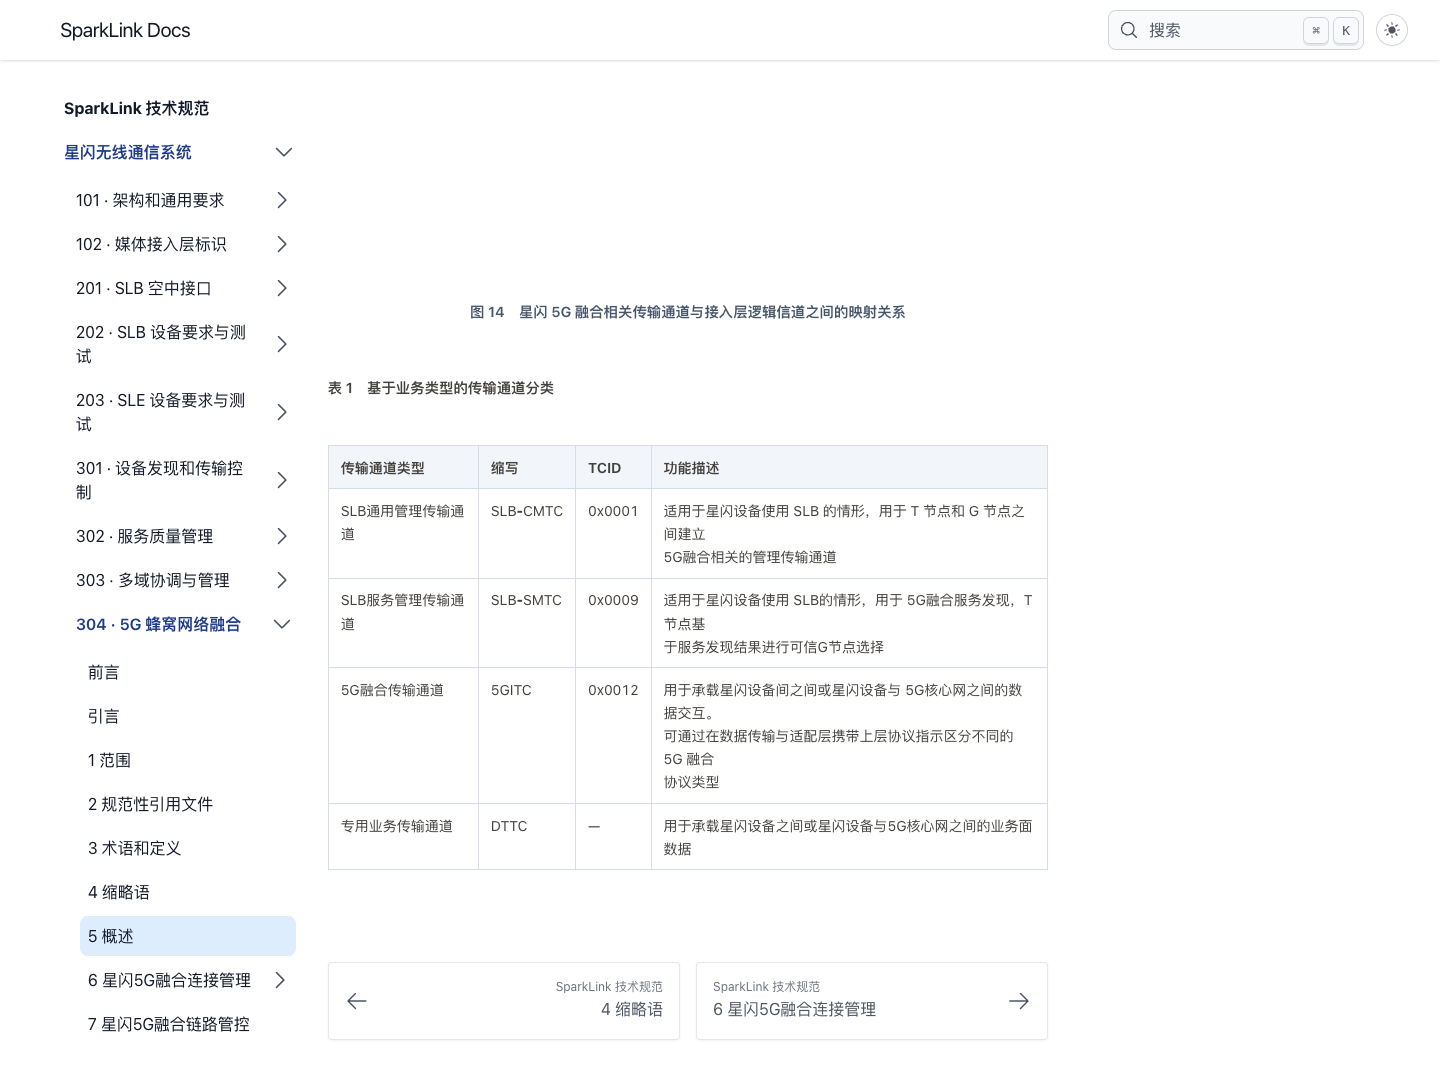 SparkLink Docs
搜索
⌘ K
SparkLink 技术规范
星闪无线通信系统
101 · 架构和通用要求
102 · 媒体接入层标识
201 · SLB 空中接口
202 · SLB 设备要求与测
试
203 · SLE 设备要求与测
试
301 · 设备发现和传输控
制
302 · 服务质量管理
303 · 多域协调与管理
304 · 5G 蜂窝网络融合
前言
引言
1 范围
2 规范性引用文件
3 术语和定义
4 缩略语
5 概述
6 星闪5G融合连接管理
7 星闪5G融合链路管控
图 14 星闪 5G 融合相关传输通道与接入层逻辑信道之间的映射关系
表 1 基于业务类型的传输通道分类
传输通道类型 缩写 TCID 功能描述
SLB通用管理传输通
道
SLB-CMTC
0x0001
适用于星闪设备使用 SLB 的情形，用于 T 节点和 G 节点之
间建立
5G融合相关的管理传输通道
SLB服务管理传输通
道
SLB-SMTC
0x0009
适用于星闪设备使用 SLB的情形，用于 5G融合服务发现，T
节点基
于服务发现结果进行可信G节点选择
5G融合传输通道
5GITC
0x0012
用于承载星闪设备间之间或星闪设备与 5G核心网之间的数
据交互。
可通过在数据传输与适配层携带上层协议指示区分不同的
5G 融合
协议类型
专用业务传输通道
DTTC
—
用于承载星闪设备之间或星闪设备与5G核心网之间的业务面
数据
SparkLink 技术规范
4 缩略语
SparkLink 技术规范
6 星闪5G融合连接管理